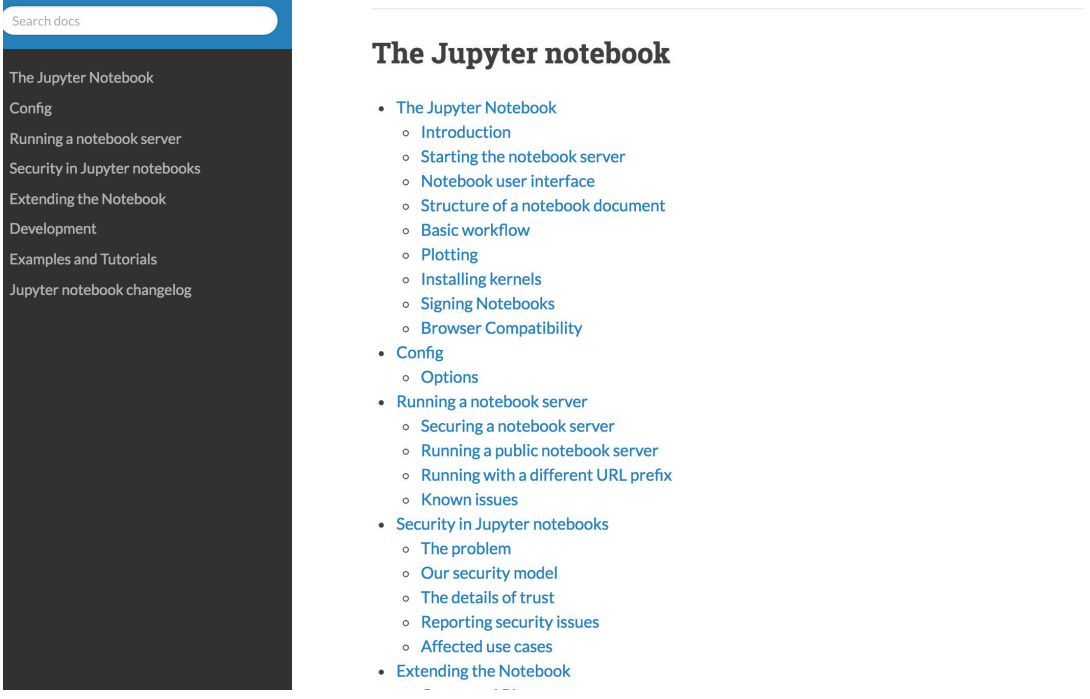 Search docs
The Jupyter Notebook
Config
Running a notebook server
Security in Jupyter notebooks
Extending the Notebook
Development
Examples and Tutorials
Jupyter notebook changelog
The Jupyter notebook
The Jupyter Notebook
Introduction
Starting the notebook server
Notebook user interface
Structure of a notebook document
Basic workflow
Plotting
Installing kernels
Signing Notebooks
Browser Compatibility
Config
Options
Running a notebook server
Securing a notebook server
Running a public notebook server
Running with a different URL prefix
Known issues
Security in Jupyter notebooks
The problem
Our security model
The details of trust
Reporting security issues
Affected use cases
Extending the Notebook